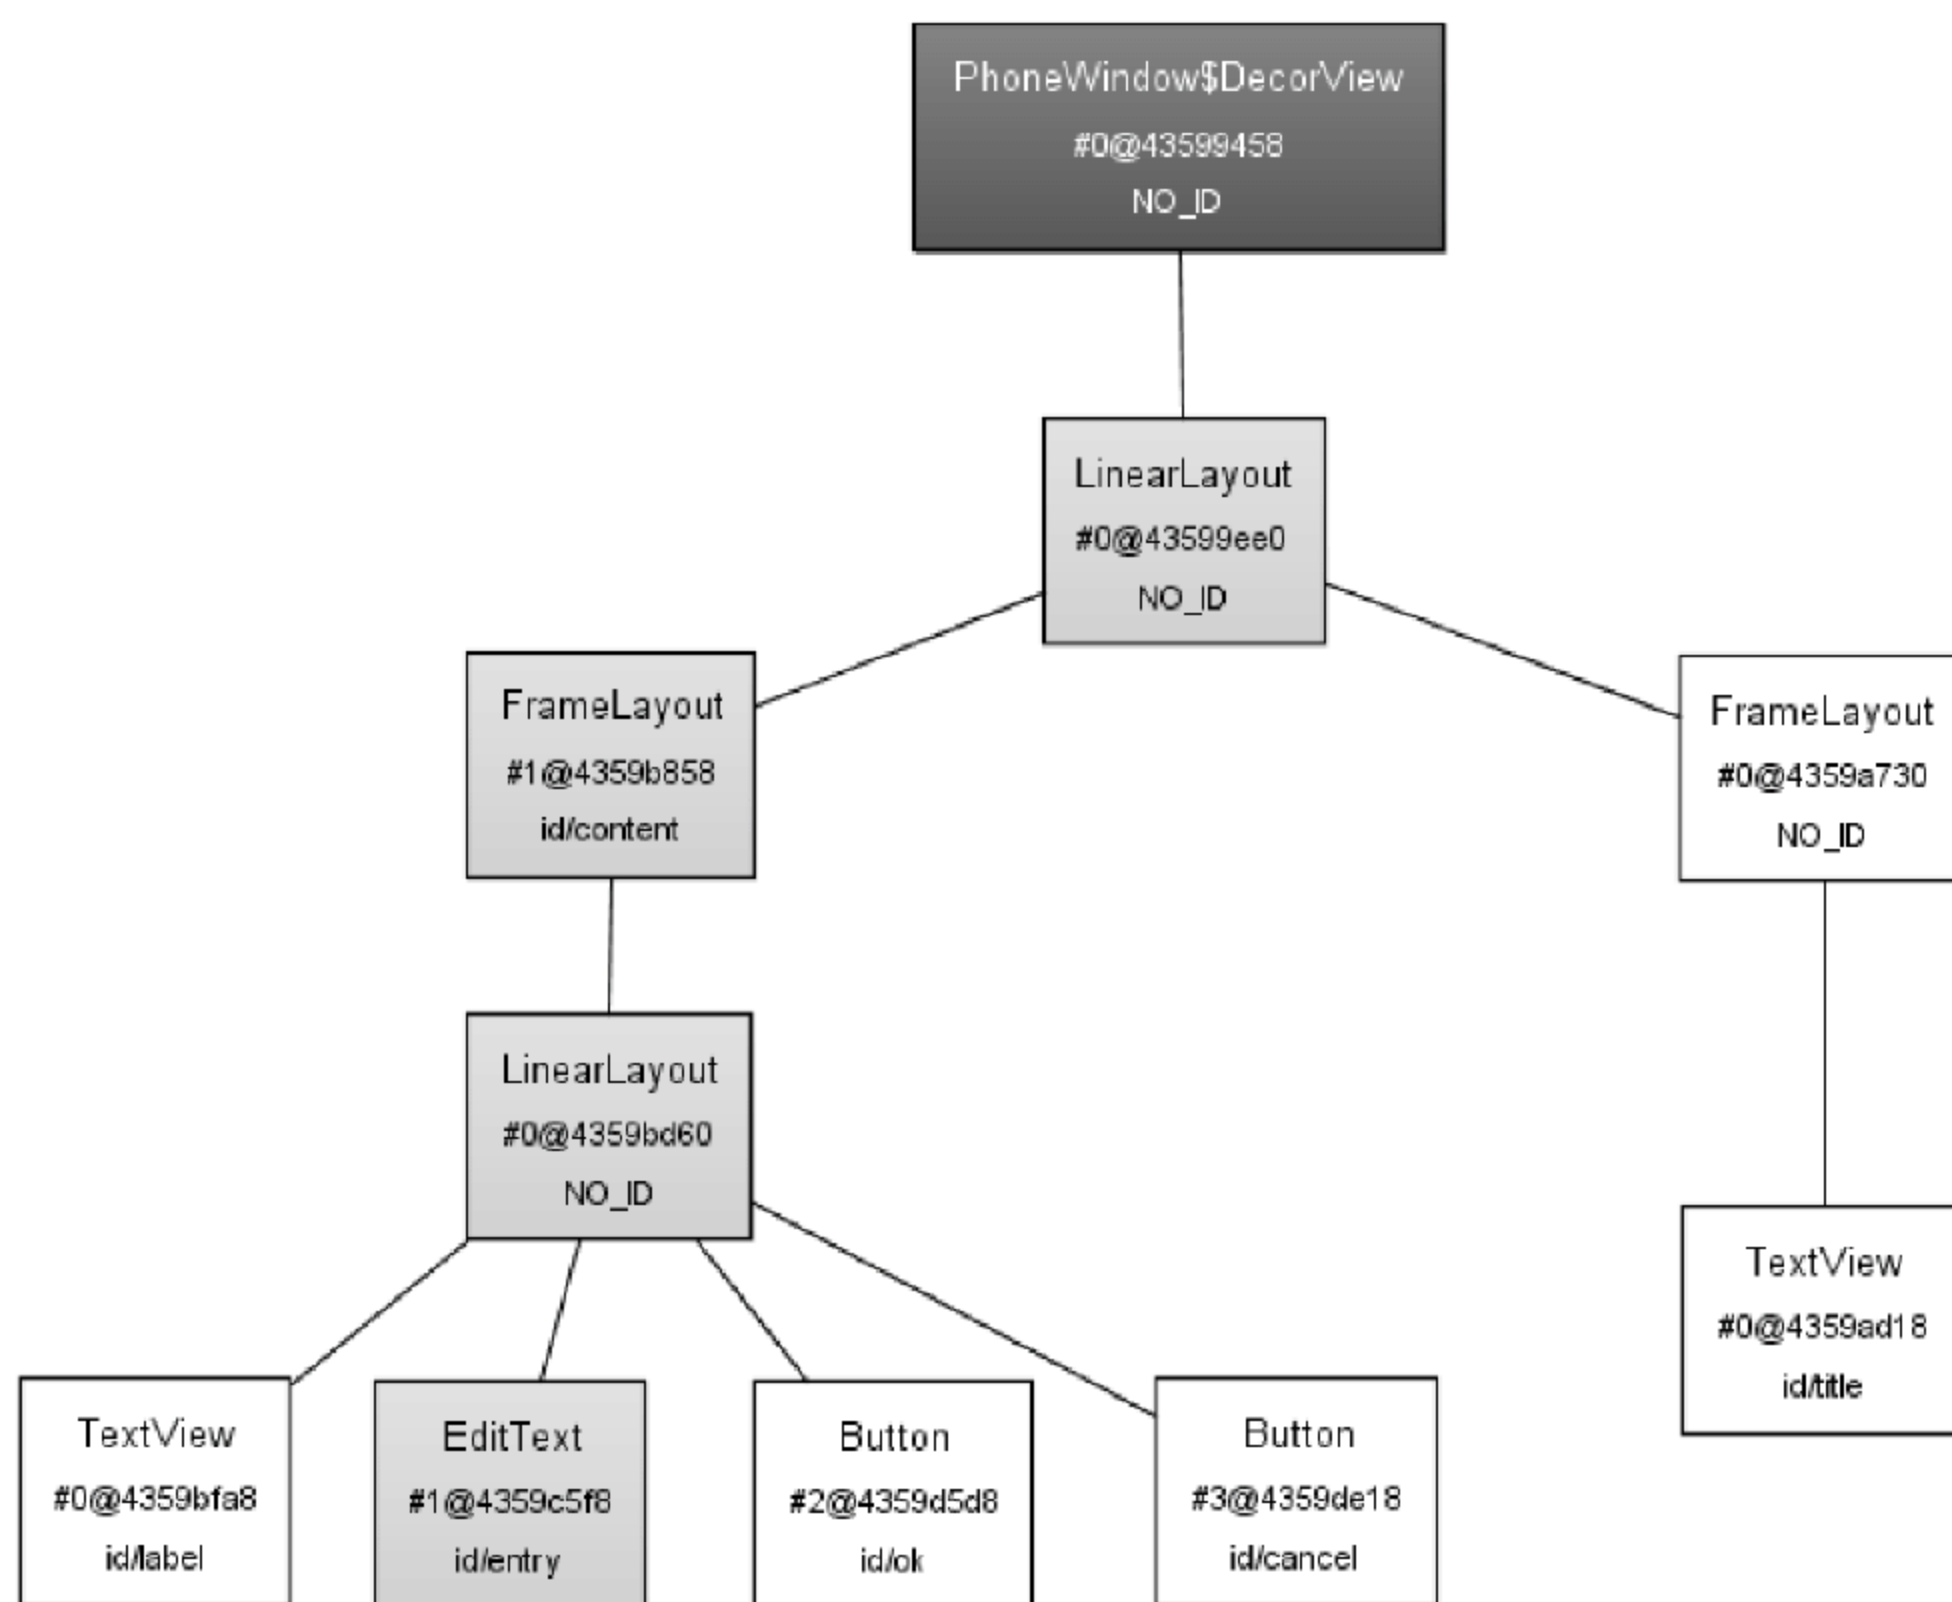 PhoneWindow$DecorView
#0@43599458
NO_ID
LinearLayout
#0@43599ee0
NO_ID
FrameLayout
#1@4359b858
id/content
FrameLayout
#0@4359a730
NO_ID
LinearLayout
#0@4359bd60
NO_ID
TextView
#0@4359ad18
id/title
TextView
#0@4359bfa8
id/label
EditText
#1@4359c5f8
id/entry
Button
#2@4359d5d8
id/ok
Button
#3@4359de18
id/cancel